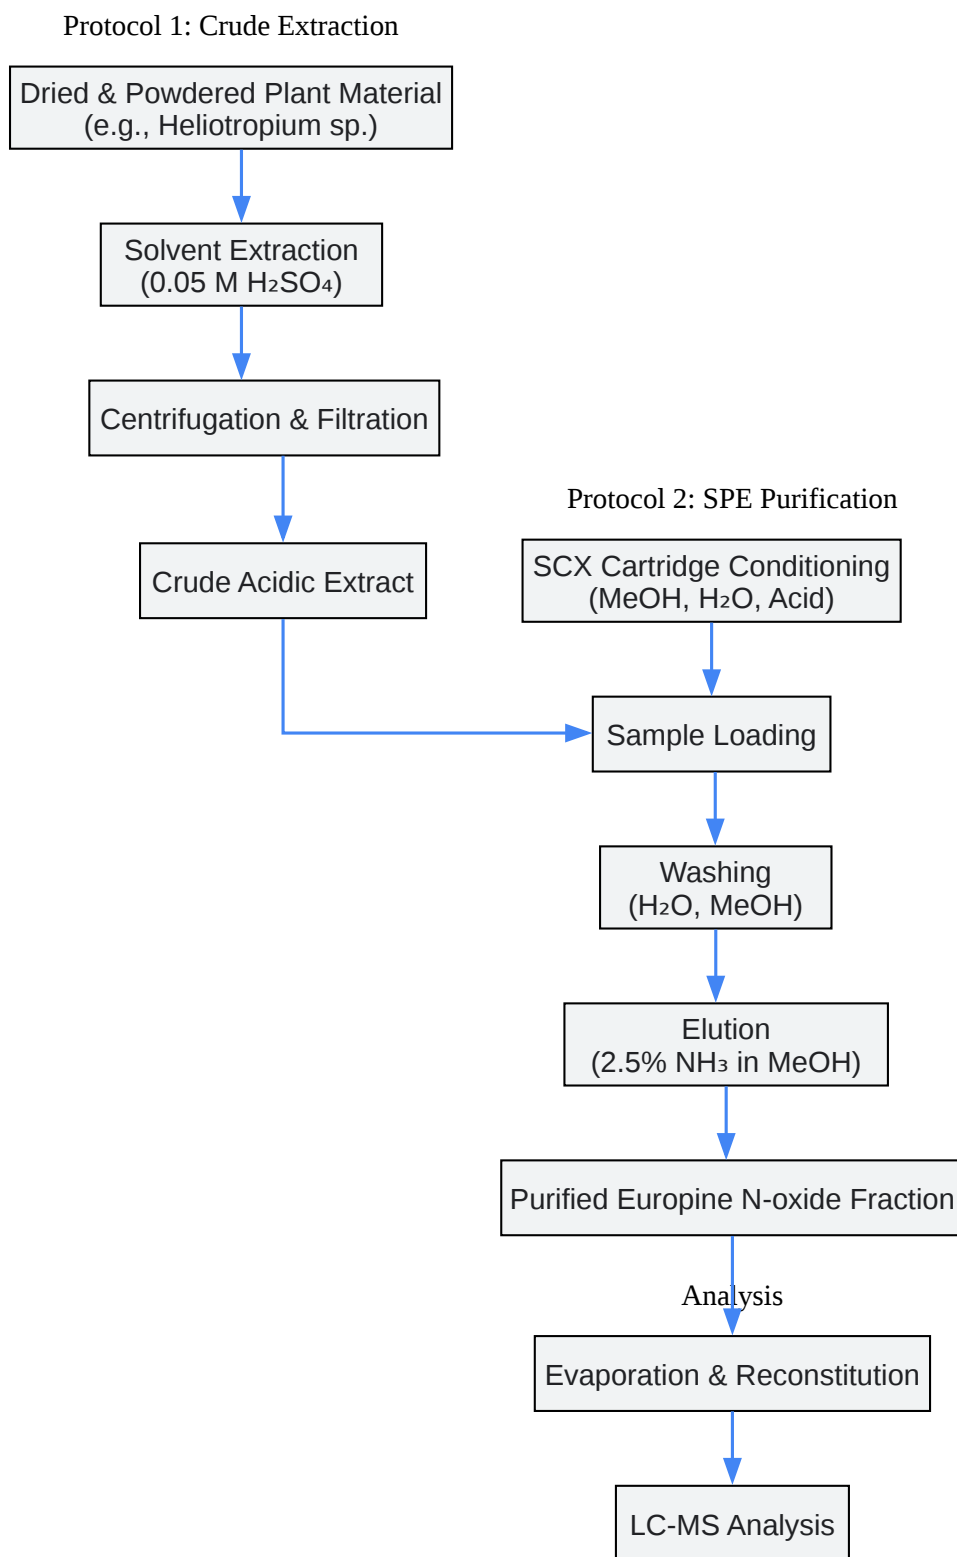 Protocol 1: Crude Extraction
Dried & Powdered Plant Material
(e.g., Heliotropium sp.)
Solvent Extraction
(0.05 M H₂SO₄)
Centrifugation & Filtration
Crude Acidic Extract
Protocol 2: SPE Purification
SCX Cartridge Conditioning
(MeOH, H₂O, Acid)
Sample Loading
Washing
(H₂O, MeOH)
Elution
(2.5% NH₃ in MeOH)
Purified Europine N-oxide Fraction
Analysis
Evaporation & Reconstitution
LC-MS Analysis